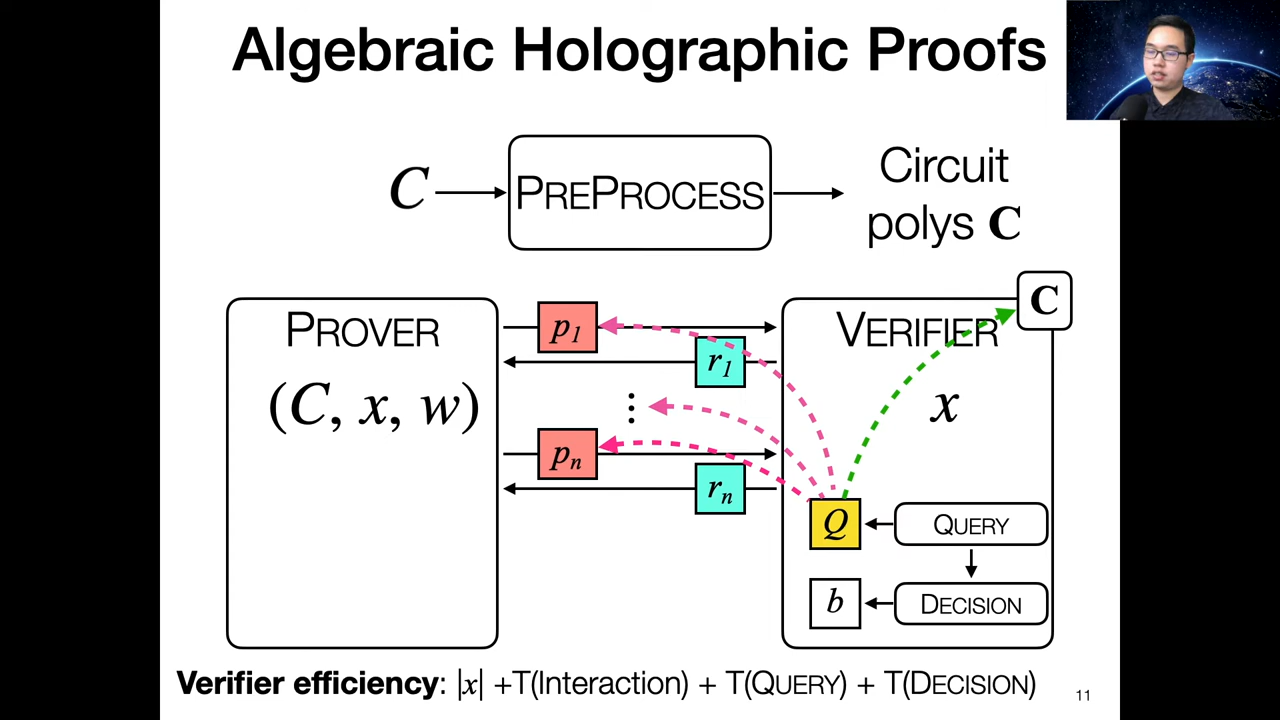 Algebraic Holographic Proofs
C
PREPROCESS
Circuit
polys C
C
PROVER
p1
VERIFIER
r1
(C, x, w)
⋮
x
pn
rn
Q
QUERY
b
DECISION
Verifier efficiency: |x| +T(Interaction) + T(QUERY) + T(DECISION)
11